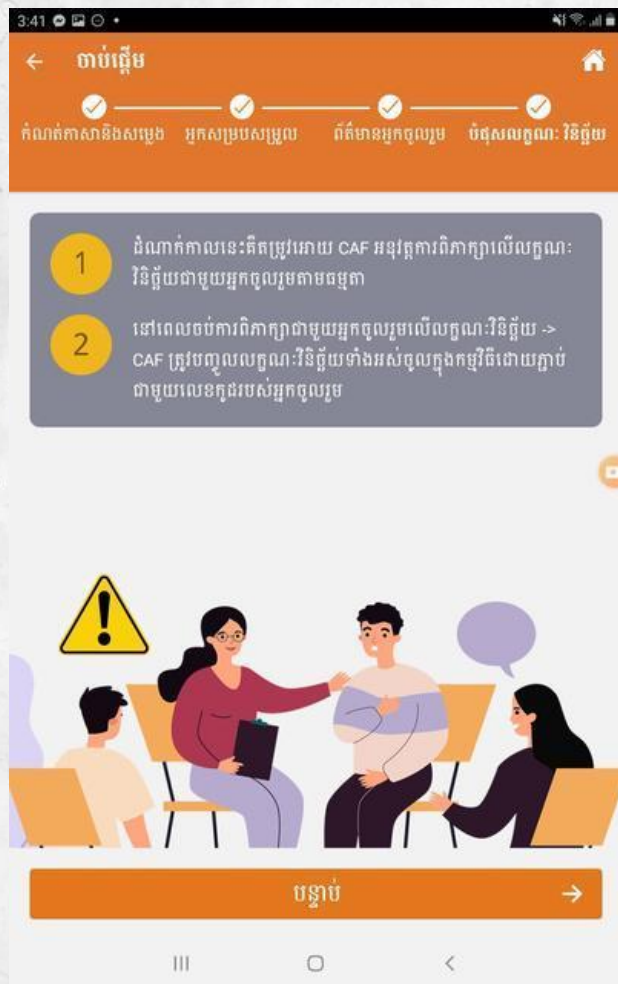 3:41
ចាប់ផ្តើម
កំណត់ភាសានិងសម្លេង អ្នកសម្របសម្រួល ព័ត៌មានអ្នកចូលរួម បំផុសលក្ខណៈ វិនិច្ឆ័យ
1
ដំណាក់កាលនេះគឺតម្រូវអោយ CAF អនុវត្តការពិភាក្សាលើលក្ខណៈ
វិនិច្ឆ័យជាមួយអ្នកចូលរួមតាមធម្មតា
2
នៅពេលចប់ការពិភាក្សាជាមួយអ្នកចូលរួមលើលក្ខណៈវិនិច្ឆ័យ ->
CAF ត្រូវបញ្ចូលលក្ខណៈវិនិច្ឆ័យទាំងអស់ចូលក្នុងកម្មវិធីដោយភ្ជាប់
ជាមួយលេខកូដរបស់អ្នកចូលរួម
បន្ទាប់